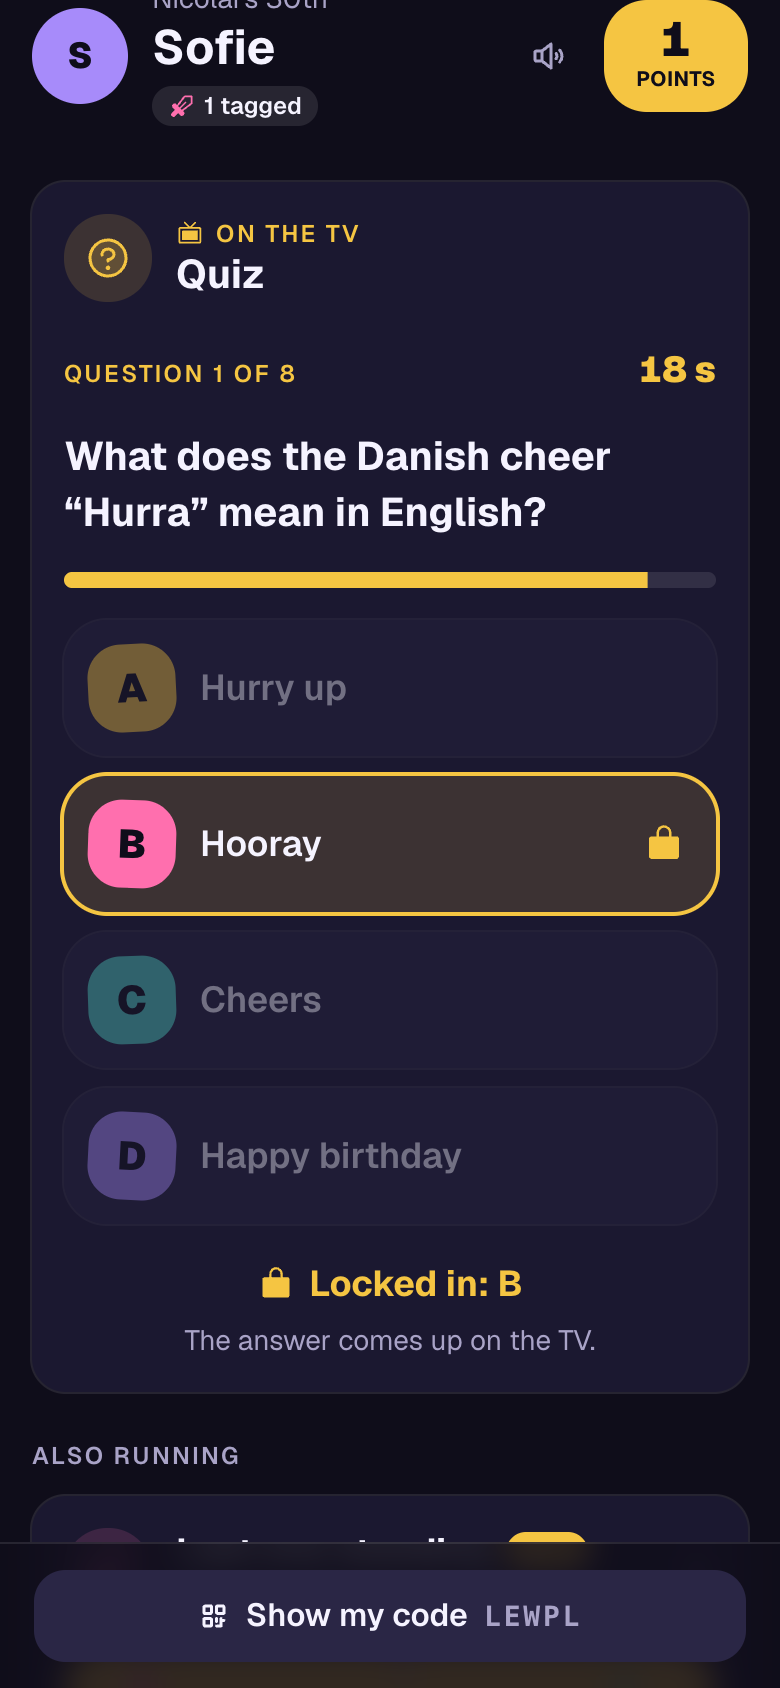 Nicolai's 30th
S
Sofie
1 tagged
1
POINTS
ON THE TV
Quiz
QUESTION 1 OF 8
18 s
What does the Danish cheer
“Hurra” mean in English?
A
Hurry up
B
Hooray
C
Cheers
D
Happy birthday
Locked in: B
The answer comes up on the TV.
ALSO RUNNING
Show my code LEWPL